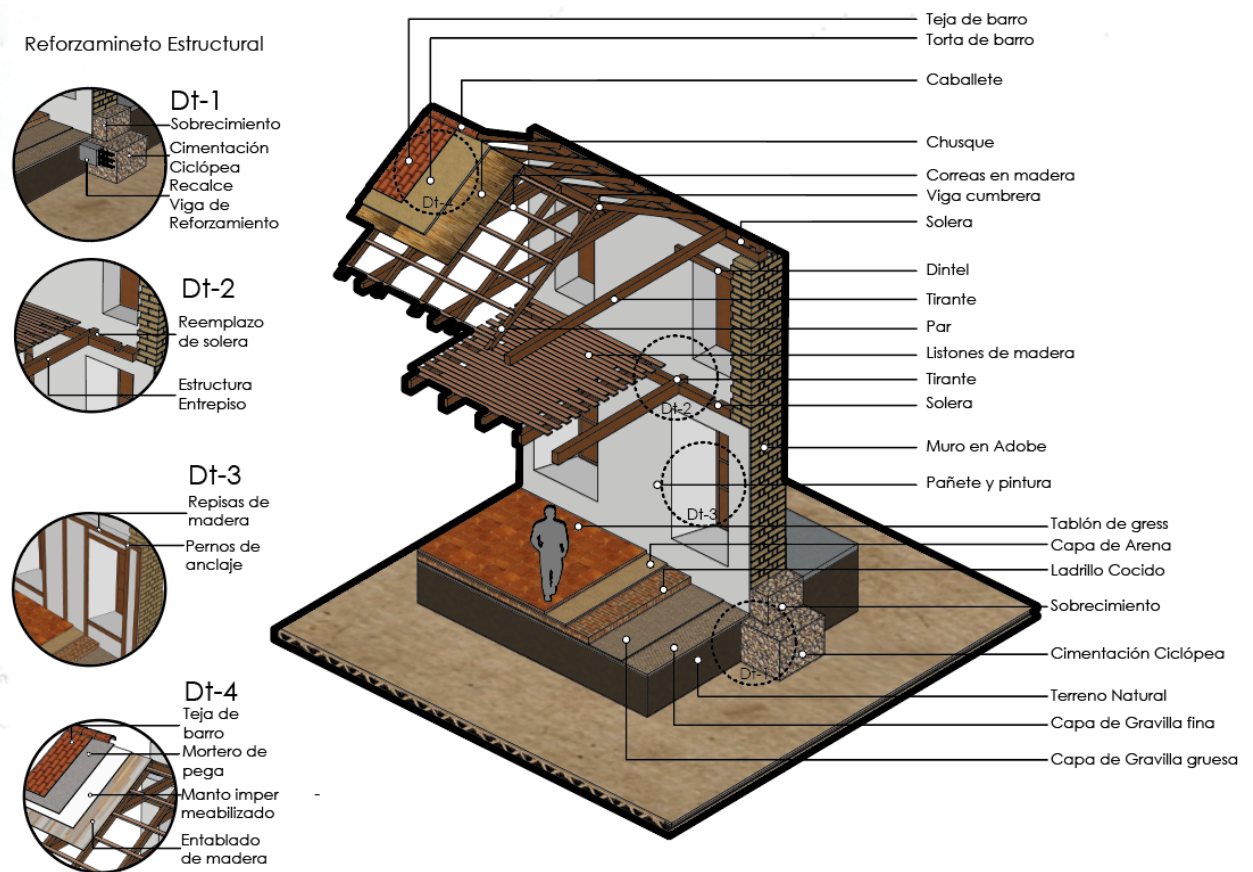 Reforzamineto Estructural
Dt-1
Sobrecimiento
Cimentación
Ciclópea
Recalce
Viga de
Reforzamiento
Dt-2
Reemplazo
de solera
Estructura
Entrepiso
Dt-3
Repisas de
madera
Pernos de
anclaje
Dt-4
Teja de
barro
Mortero de
pega
Manto imper -
meabilizado
Entablado
de madera
Teja de barro
Torta de barro
Caballete
Chusque
Correas en madera
Viga cumbrera
Solera
Dintel
Tirante
Par
Listones de madera
Tirante
Solera
Muro en Adobe
Pañete y pintura
Tablón de gress
Capa de Arena
Ladrillo Cocido
Sobrecimiento
Cimentación Ciclópea
Terreno Natural
Capa de Gravilla fina
Capa de Gravilla gruesa
Dt-4
Dt-2
Dt-3
Dt-1